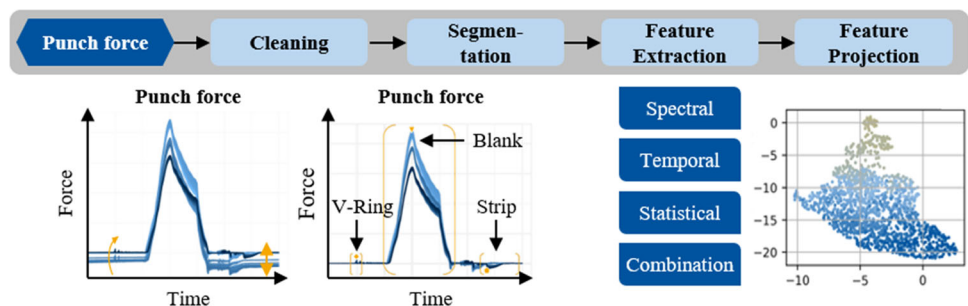 Punch force
Cleaning
Segmen-
tation
Feature
Extraction
Feature
Projection
Punch force
Force
Time
Punch force
Blank
V-Ring
Strip
Force
Time
Spectral
Temporal
Statistical
Combination
0
−5
−10
−15
−20
−10
−5
0